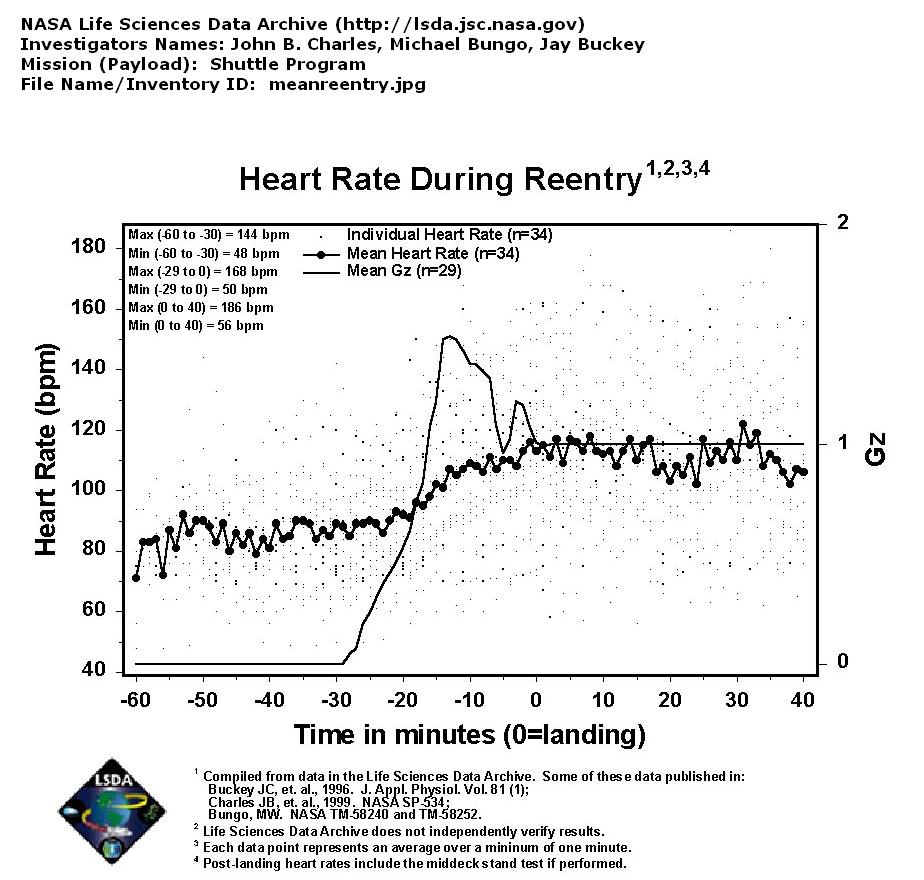 NASA Life Sciences Data Archive (http://lsda.jsc.nasa.gov)
Investigators Names: John B. Charles, Michael Bungo, Jay Buckey
Mission (Payload):  Shuttle Program
File Name/Inventory ID:  meanreentry.jpg
Heart Rate During Reentry 1,2,3,4
Max (-60 to -30) = 144 bpm
Min (-60 to -30) = 48 bpm
Max (-29 to 0) = 168 bpm
Min (-29 to 0) = 50 bpm
Max (0 to 40) = 186 bpm
Min (0 to 40) = 56 bpm
Individual Heart Rate (n=34)
Mean Heart Rate (n=34)
Mean Gz (n=29)
Heart Rate (bpm)
180
160
140
120
100
80
60
40
2
1
0
Gz
-60 -50 -40 -30 -20 -10 0 10 20 30 40
Time in minutes (0=landing)
LSDA
1 Compiled from data in the Life Sciences Data Archive.  Some of these data published in:
Buckey JC, et. al., 1996.  J. Appl. Physiol. Vol. 81 (1);
Charles JB, et. al., 1999.  NASA SP-534;
Bungo, MW.  NASA TM-58240 and TM-58252.
2 Life Sciences Data Archive does not independently verify results.
3 Each data point represents an average over a mininum of one minute.
4 Post-landing heart rates include the middeck stand test if performed.